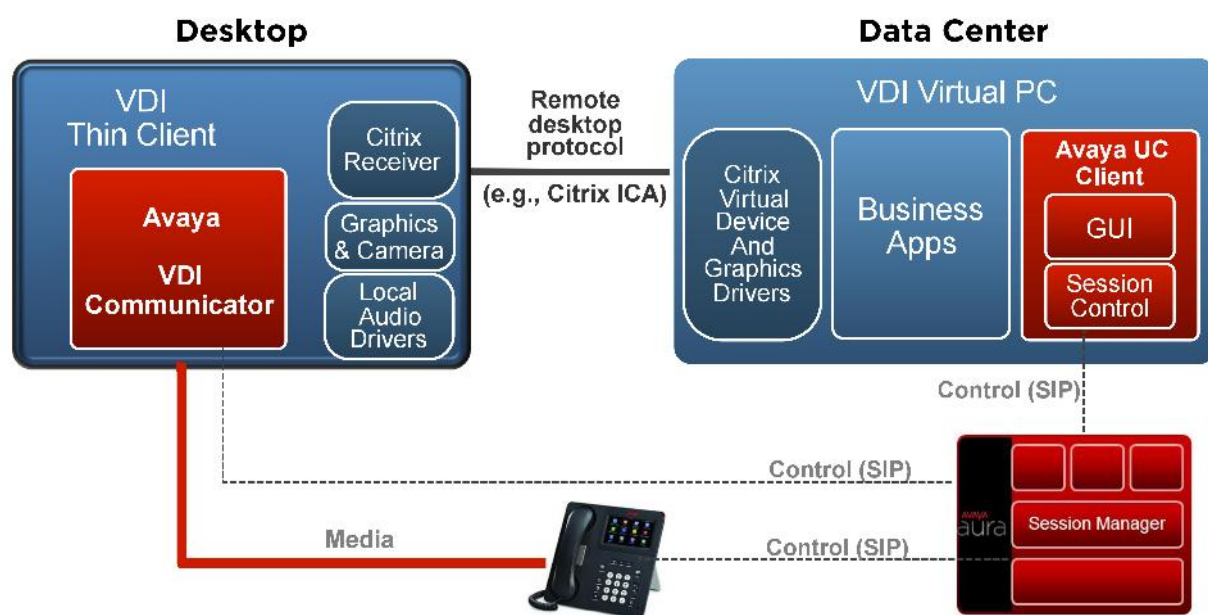 Desktop
Data Center
VDI
Thin Client
Avaya
VDI
Communicator
Citrix
Receiver
Graphics
& Camera
Local
Audio
Drivers
Remote
desktop
protocol
(e.g., Citrix ICA)
VDI Virtual PC
Citrix
Virtual
Device
And
Graphics
Drivers
Business
Apps
Avaya UC
Client
GUI
Session
Control
Control (SIP)
Control (SIP)
Media
Control (SIP)
AVAYA
aura
Session Manager